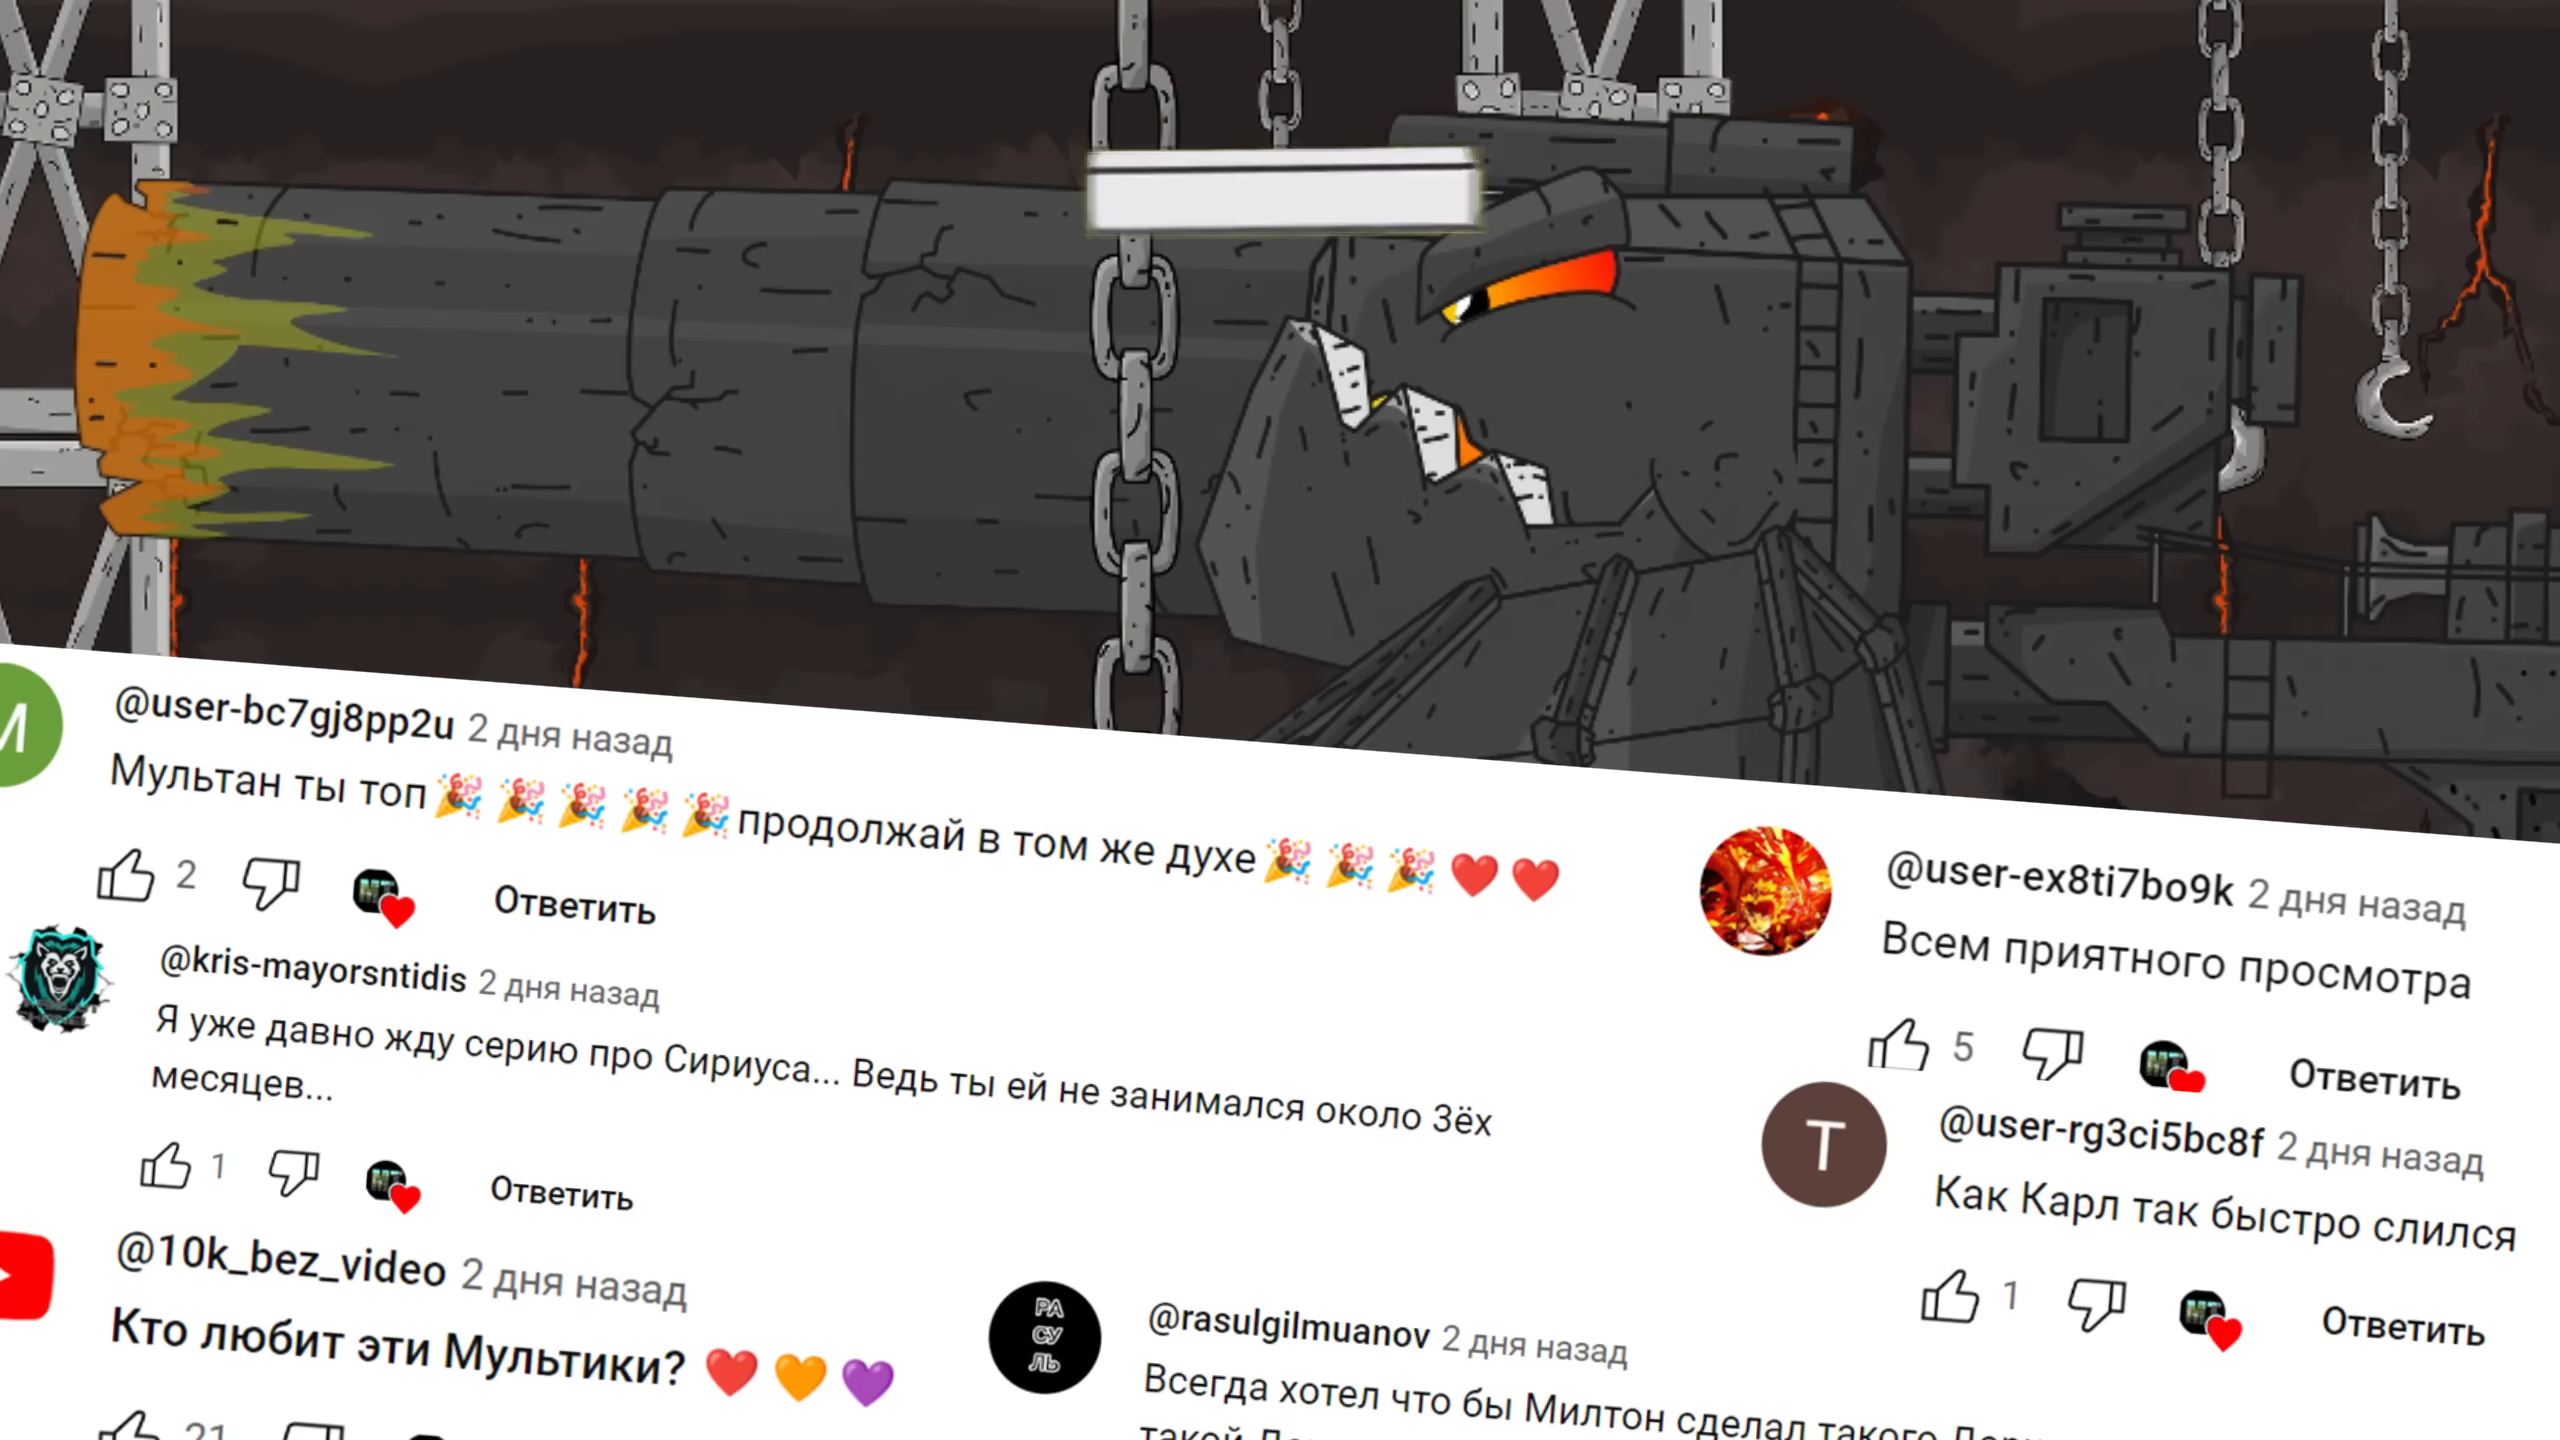 M
@user-bc7gj8pp2u 2 дня назад
Мультан ты топ🎉🎉🎉🎉🎉продолжай в том же духе🎉🎉🎉❤️❤️
2
Ответить
@kris-mayorsntidis 2 дня назад
Я уже давно жду серию про Сириуса... Ведь ты ей не занимался около 3ёх
месяцев...
1
Ответить
@10k_bez_video 2 дня назад
Кто любит эти Мультики? ❤️🧡💜
21
@user-ex8ti7bo9k 2 дня назад
Всем приятного просмотра
5
Ответить
T
@user-rg3ci5bc8f 2 дня назад
Как Карл так быстро слился
1
Ответить
РА
СУ
ЛЬ
@rasulgilmuanov 2 дня назад
Всегда хотел что бы Милтон сделал такого
такой